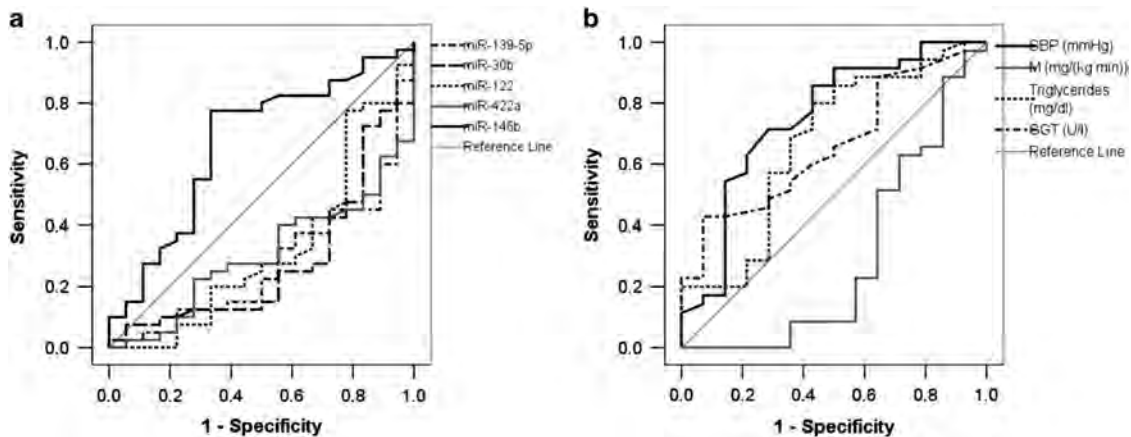 a
1.0
0.8
0.6
0.4
0.2
0.0
Sensitivity
0.0 0.2 0.4 0.6 0.8 1.0
1 - Specificity
miR-139-5p
miR-30b
miR-122
miR-422a
miR-146b
Reference Line
b
1.0
0.8
0.6
0.4
0.2
0.0
Sensitivity
0.0 0.2 0.4 0.6 0.8 1.0
1 - Specificity
SBP (mmHg)
M (mg/(kg min))
Triglycerides
(mg/dl)
GGT (U/l)
Reference Line